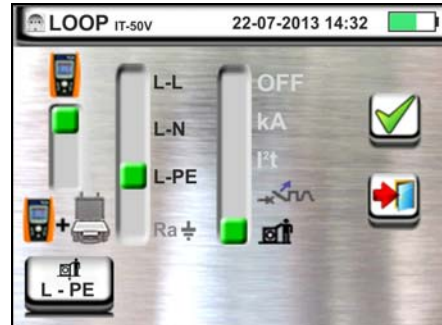 LOOP IT-50V 22-07-2013 14:32
L-L
OFF
L-N
kA
L-PE
I²t
Ra
+
L - PE